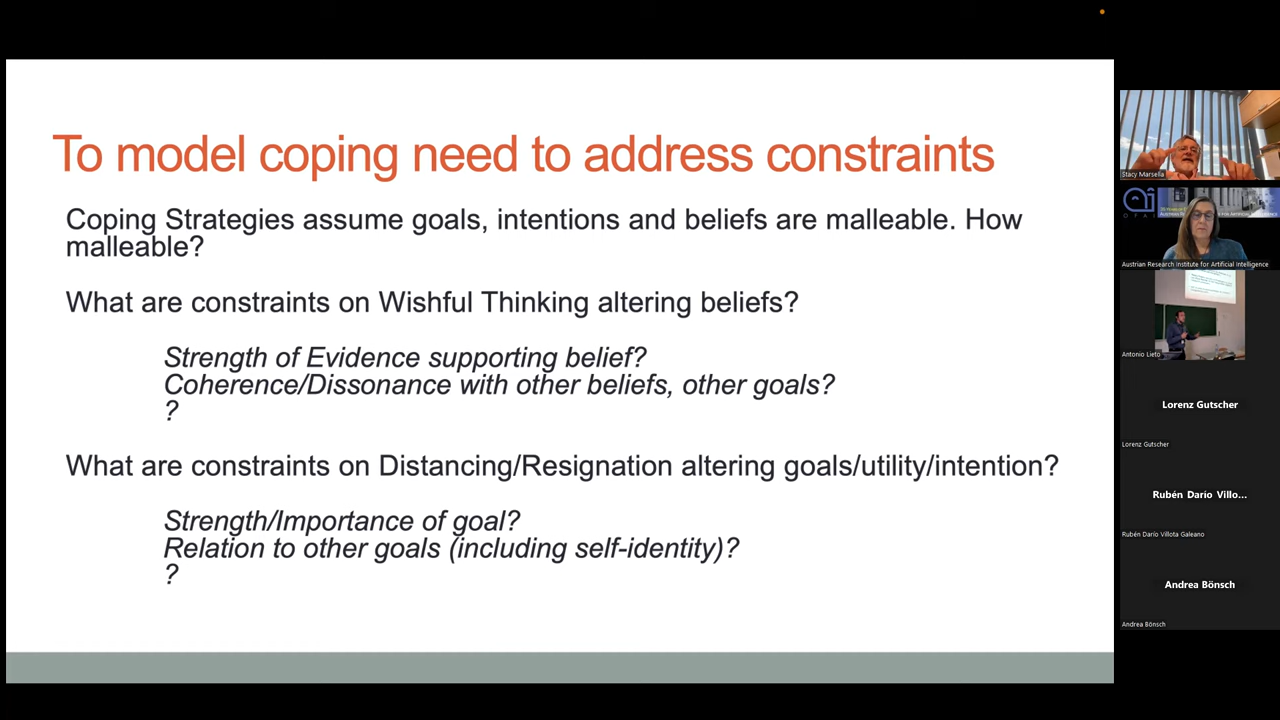 To model coping need to address constraints
Coping Strategies assume goals, intentions and beliefs are malleable. How
malleable?
What are constraints on Wishful Thinking altering beliefs?
Strength of Evidence supporting belief?
Coherence/Dissonance with other beliefs, other goals?
?
What are constraints on Distancing/Resignation altering goals/utility/intention?
Strength/Importance of goal?
Relation to other goals (including self-identity)?
?
Stacy Marsella
Austrian Research Institute for Artificial Intelligence
Antonio Lieto
Lorenz Gutscher
Lorenz Gutscher
Rubén Darío Villo...
Rubén Darío Villota Galeano
Andrea Bönsch
Andrea Bönsch